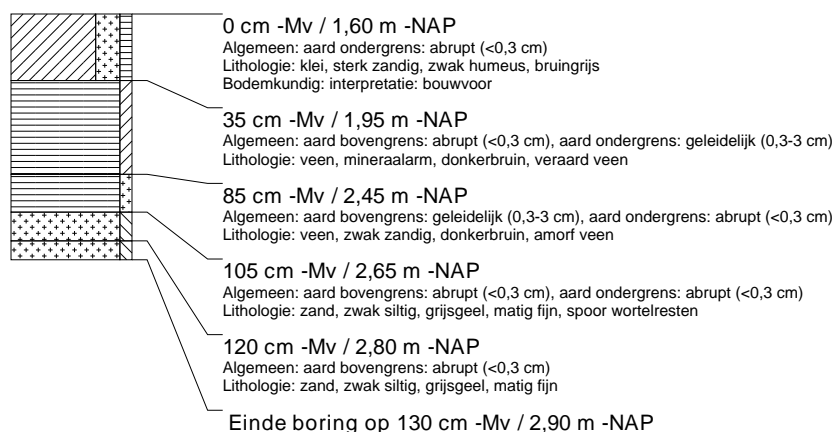 0 cm -Mv / 1,60 m -NAP
Algemeen: aard ondergrens: abrupt (<0,3 cm)
Lithologie: klei, sterk zandig, zwak humeus, bruingrijs
Bodemkundig: interpretatie: bouwvoor
35 cm -Mv / 1,95 m -NAP
Algemeen: aard bovengrens: abrupt (<0,3 cm), aard ondergrens: geleidelijk (0,3-3 cm)
Lithologie: veen, mineraalarm, donkerbruin, veraard veen
85 cm -Mv / 2,45 m -NAP
Algemeen: aard bovengrens: geleidelijk (0,3-3 cm), aard ondergrens: abrupt (<0,3 cm)
Lithologie: veen, zwak zandig, donkerbruin, amorf veen
105 cm -Mv / 2,65 m -NAP
Algemeen: aard bovengrens: abrupt (<0,3 cm), aard ondergrens: abrupt (<0,3 cm)
Lithologie: zand, zwak siltig, grijsgeel, matig fijn, spoor wortelresten
120 cm -Mv / 2,80 m -NAP
Algemeen: aard bovengrens: abrupt (<0,3 cm)
Lithologie: zand, zwak siltig, grijsgeel, matig fijn
Einde boring op 130 cm -Mv / 2,90 m -NAP